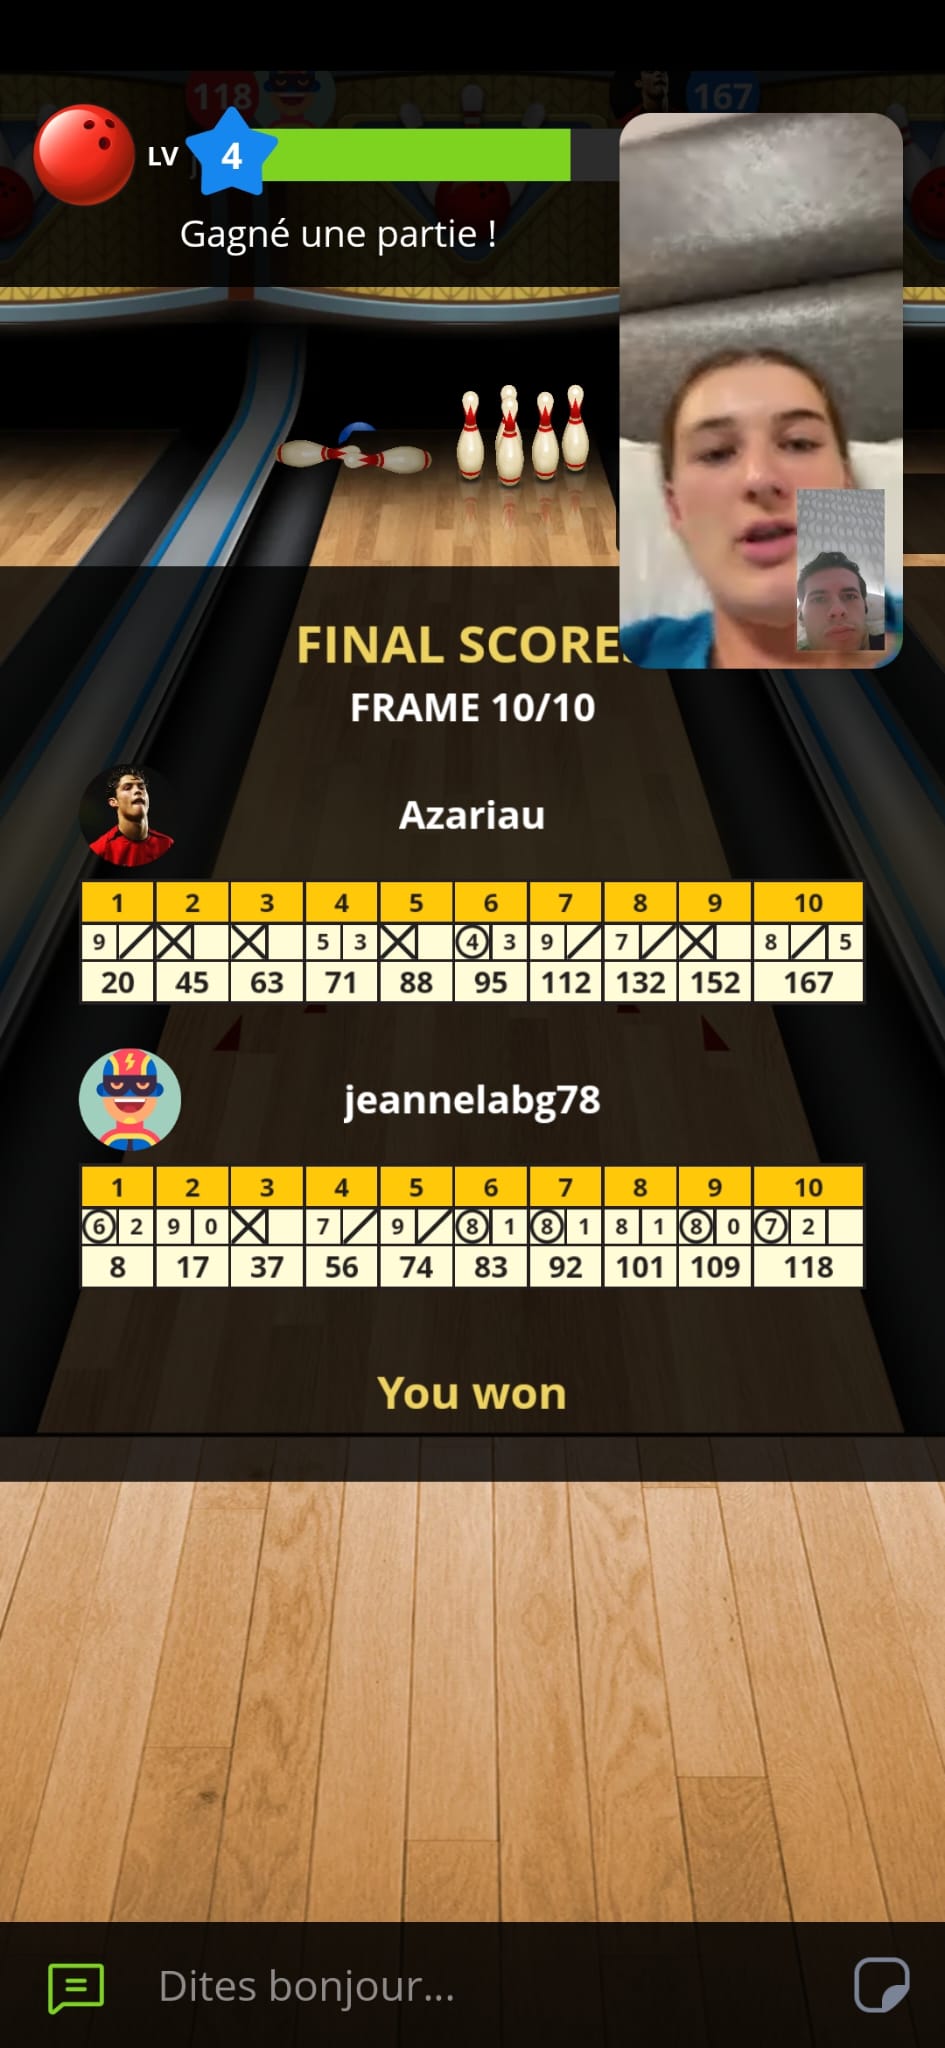 118 167
LV 4
Gagné une partie !
FINAL SCORE
FRAME 10/10
Azariau
1 2 3 4 5 6 7 8 9 10
9 / X X 5 3 X 4 3 9 / 7 / X 8 / 5
20 45 63 71 88 95 112 132 152 167
jeannelabg78
1 2 3 4 5 6 7 8 9 10
6 2 9 0 X 7 / 9 / 8 1 8 1 8 1 8 0 7 2
8 17 37 56 74 83 92 101 109 118
You won
Dites bonjour...